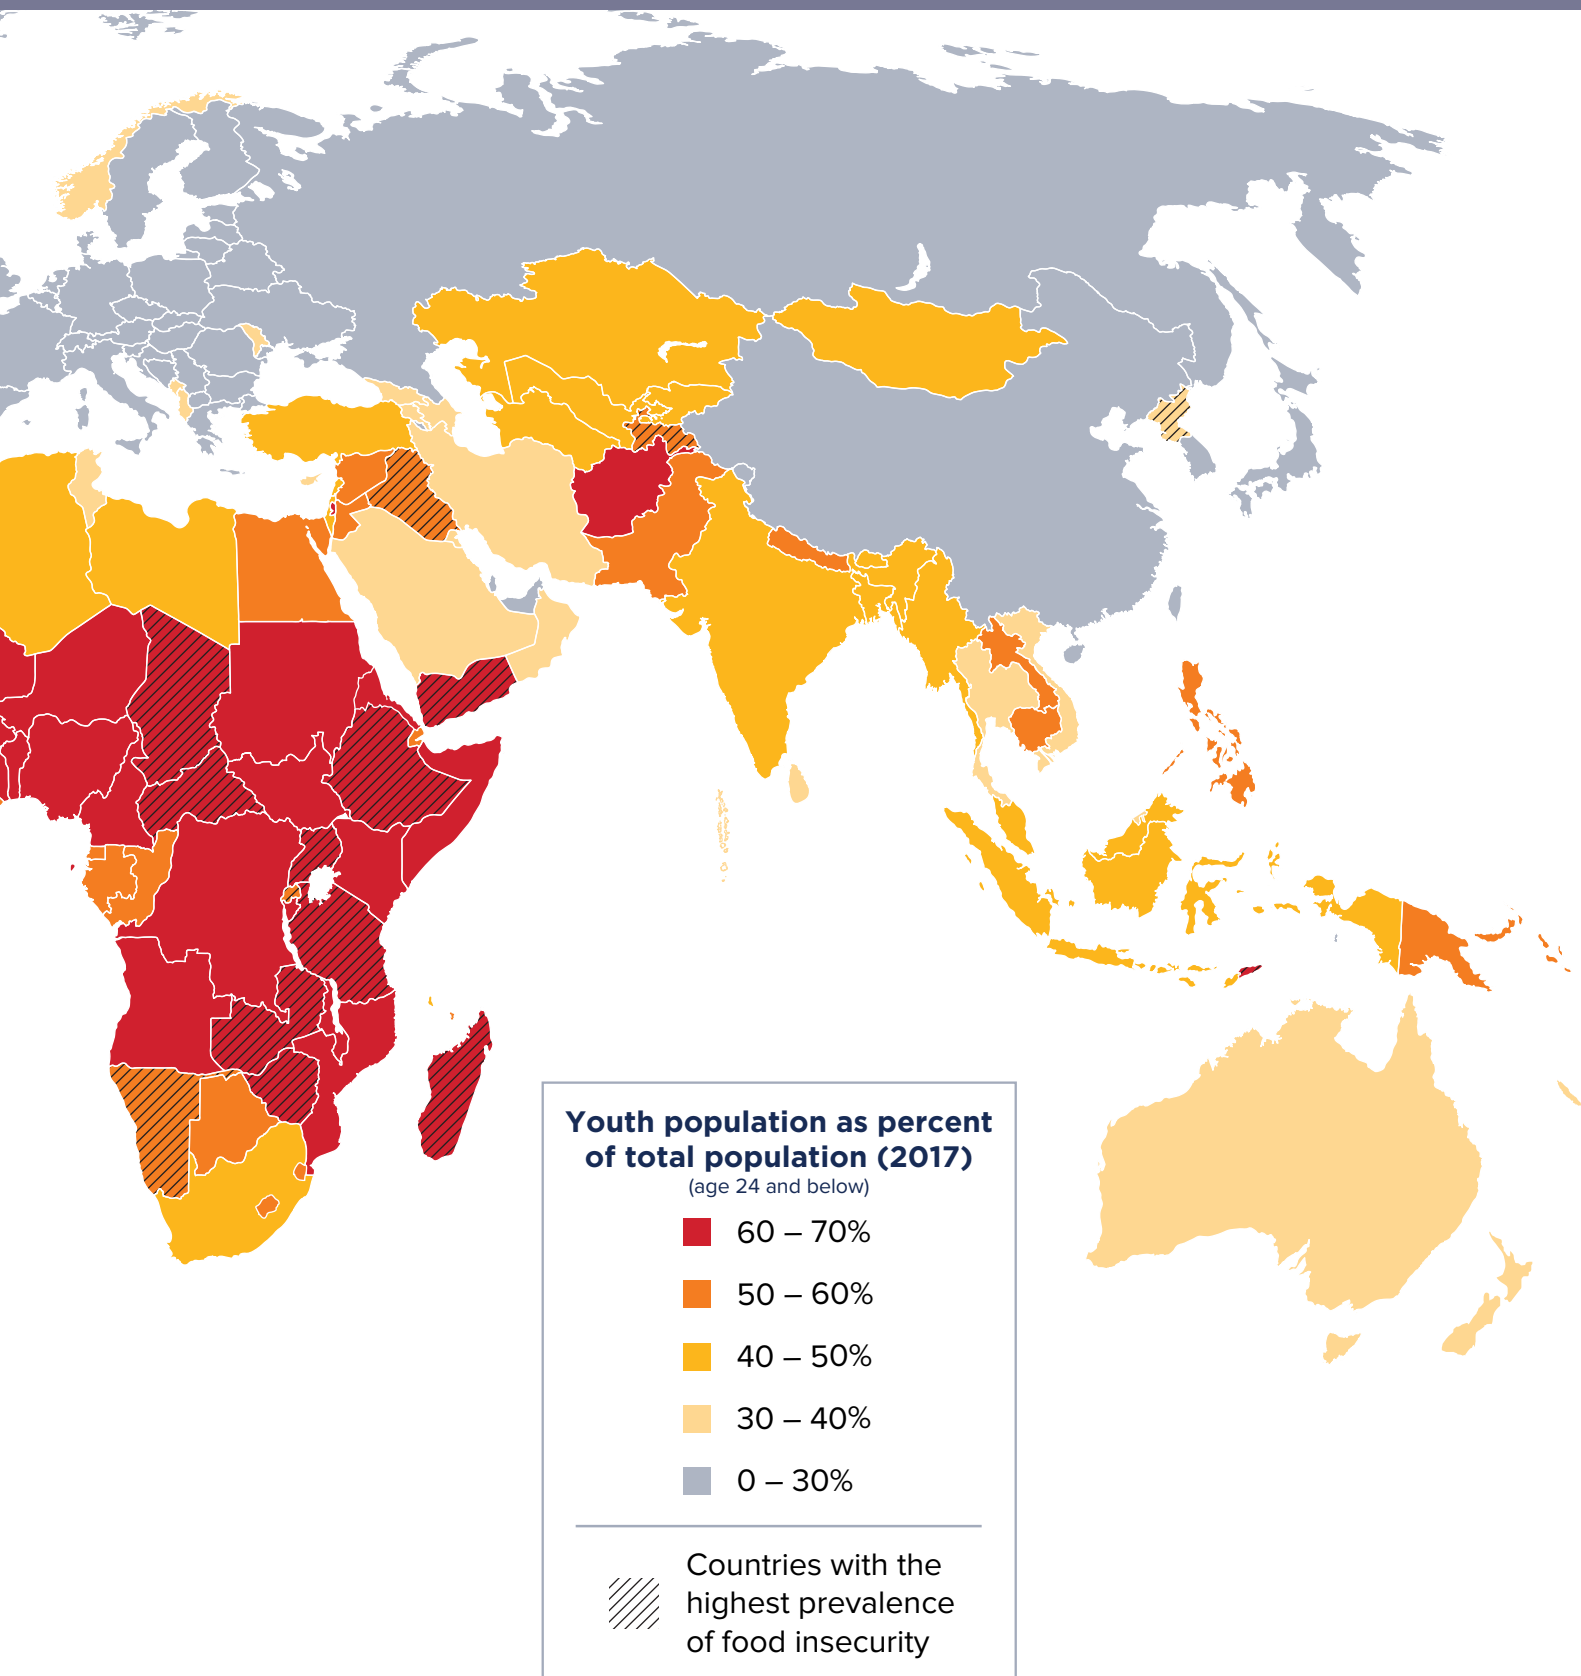 Youth population as percent
of total population (2017)
(age 24 and below)
60 – 70%
50 – 60%
40 – 50%
30 – 40%
0 – 30%
Countries with the
highest prevalence
of food insecurity